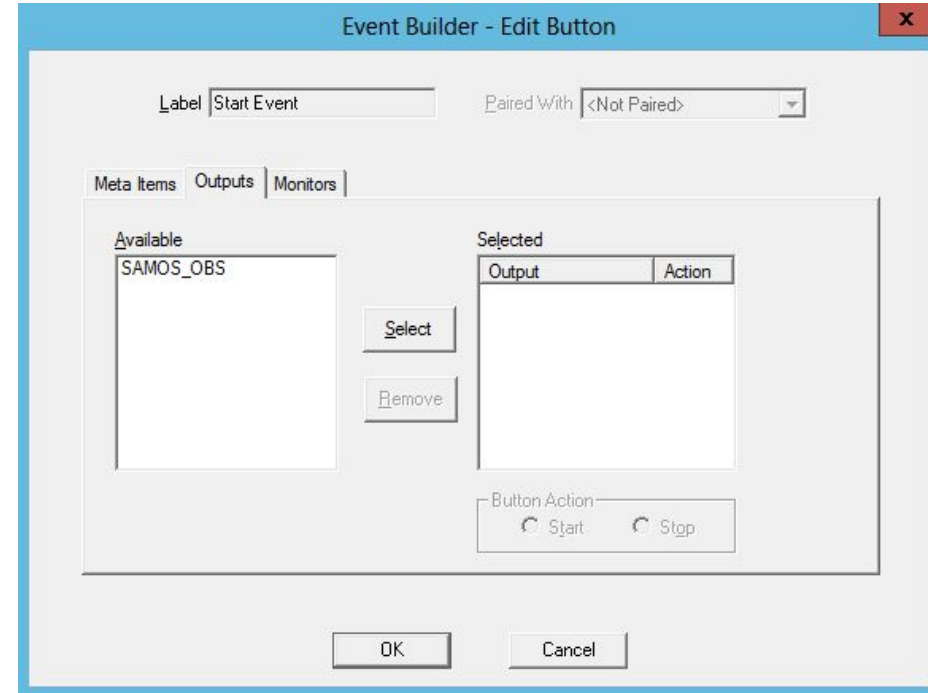 Event Builder - Edit Button
x
Label Start Event Paired With <Not Paired>
Meta Items Outputs Monitors
Available Selected
SAMOS_OBS Output Action
Select
Remove
Button Action
Start Stop
OK Cancel